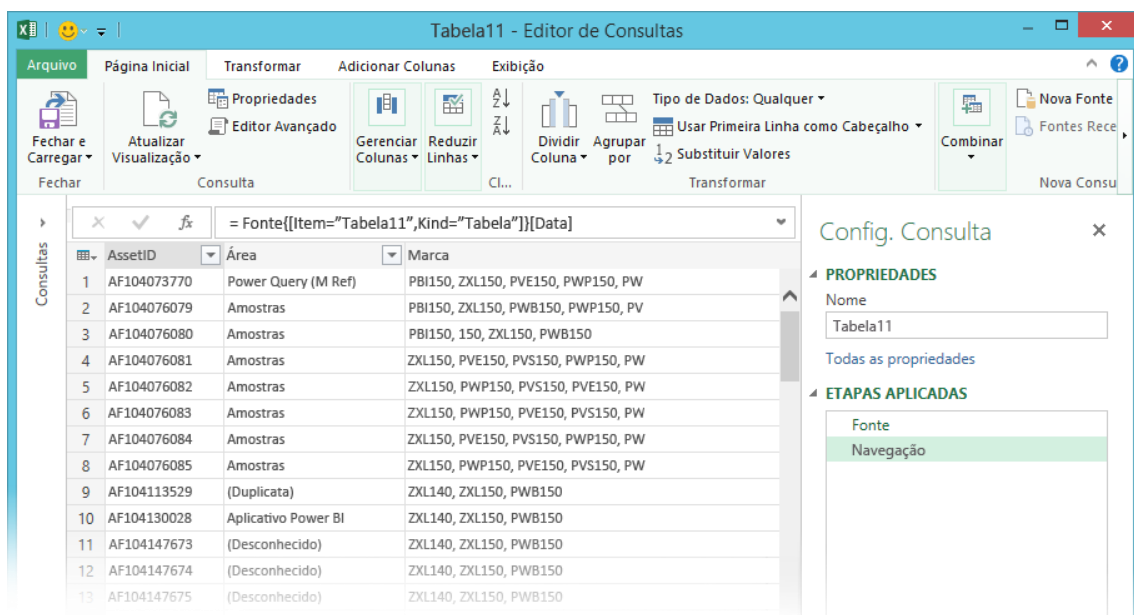 Tabela11 - Editor de Consultas
Arquivo Página Inicial Transformar Adicionar Colunas Exibição
Fechar e Carregar
Fechar
Atualizar Visualização
Propriedades
Editor Avançado
Consulta
Gerenciar Colunas
Reduzir Linhas
Cl...
Dividir Coluna
Agrupar por
Tipo de Dados: Qualquer
Usar Primeira Linha como Cabeçalho
Substituir Valores
Transformar
Combinar
Nova Fonte
Fontes Rece
Nova Consu
Consultas
fx = Fonte{[Item="Tabela11",Kind="Tabela"]}[Data]
AssetID Área Marca
1 AF104073770 Power Query (M Ref) PBI150, ZXL150, PVE150, PWP150, PW
2 AF104076079 Amostras PBI150, ZXL150, PWB150, PWP150, PV
3 AF104076080 Amostras PBI150, 150, ZXL150, PWB150
4 AF104076081 Amostras ZXL150, PVE150, PVS150, PWP150, PW
5 AF104076082 Amostras ZXL150, PWP150, PVS150, PVE150, PW
6 AF104076083 Amostras ZXL150, PWP150, PVE150, PVS150, PW
7 AF104076084 Amostras ZXL150, PVE150, PVS150, PWP150, PW
8 AF104076085 Amostras ZXL150, PWP150, PVE150, PVS150, PW
9 AF104113529 (Duplicata) ZXL140, ZXL150, PWB150
10 AF104130028 Aplicativo Power BI ZXL140, ZXL150, PWB150
11 AF104147673 (Desconhecido) ZXL140, ZXL150, PWB150
12 AF104147674 (Desconhecido) ZXL140, ZXL150, PWB150
13 AF104147675 (Desconhecido) ZXL140, ZXL150, PWB150
Config. Consulta
PROPRIEDADES
Nome
Tabela11
Todas as propriedades
ETAPAS APLICADAS
Fonte
Navegação